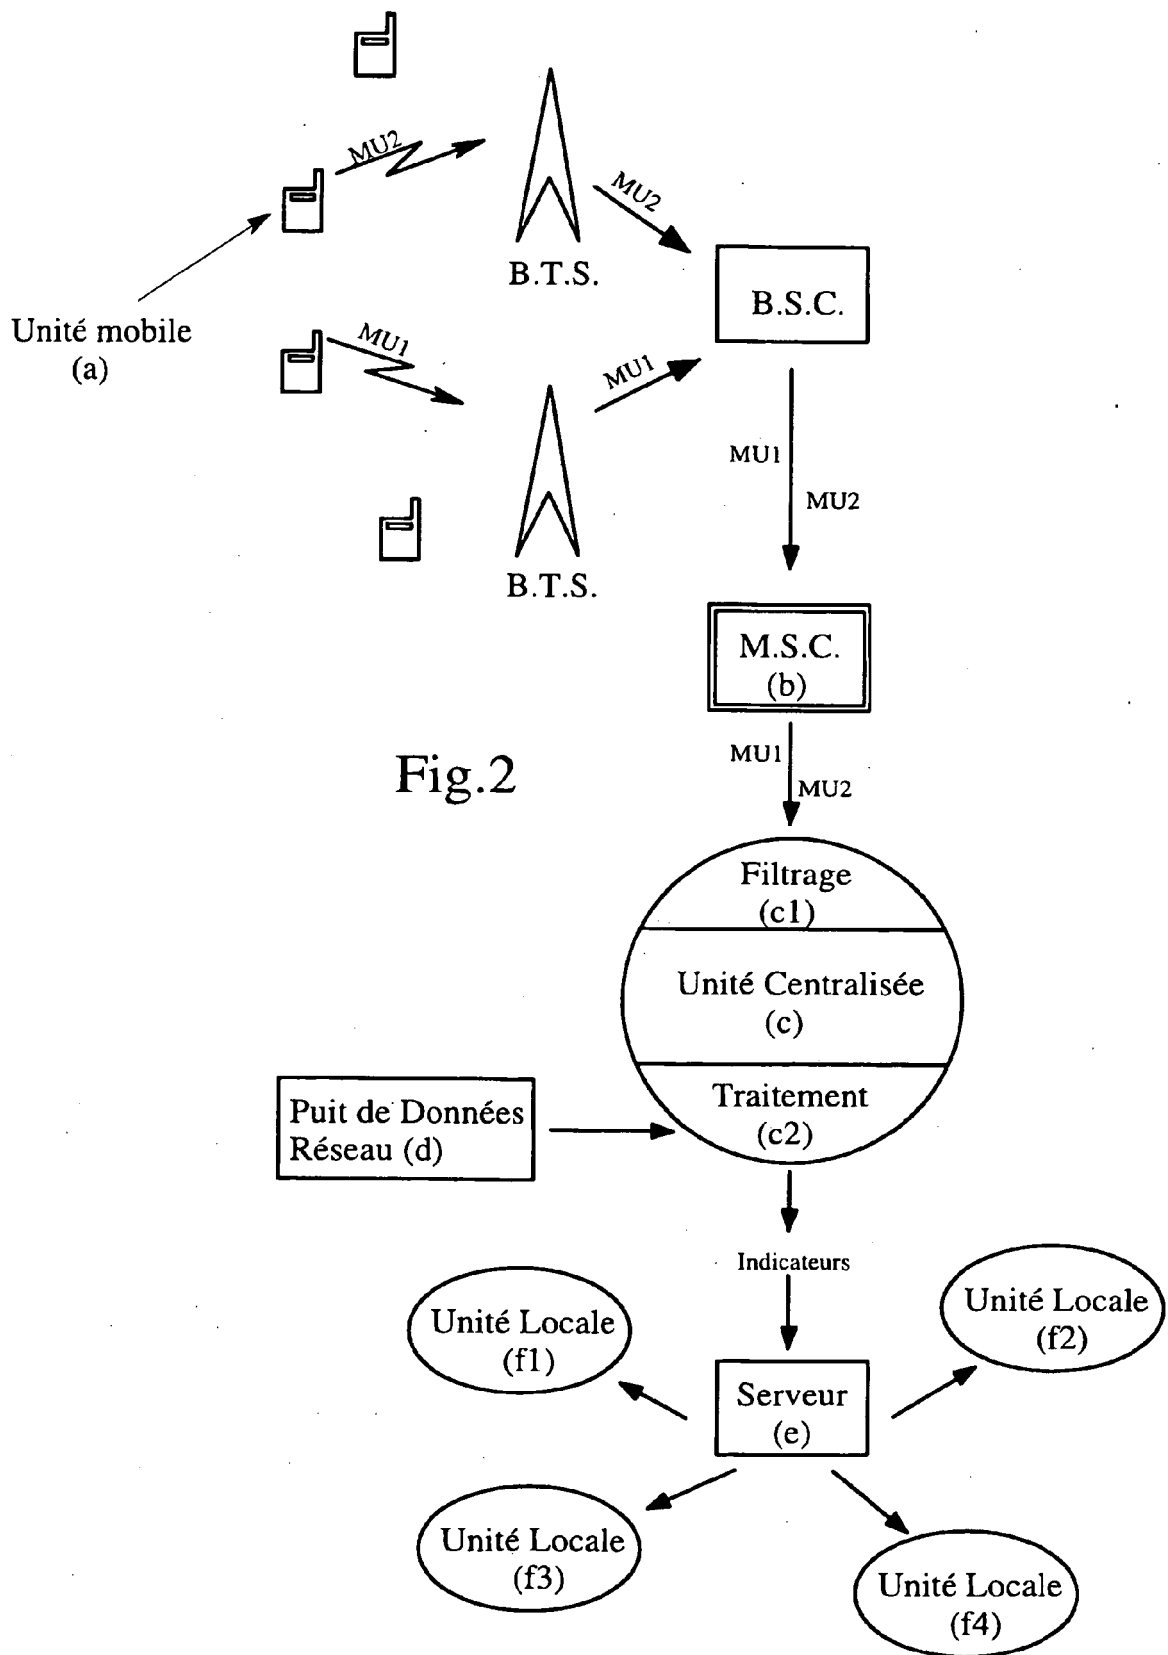 MU2
MU2
B.T.S.
B.S.C.
Unité mobile
(a)
MU1
MU1
MU1
MU2
B.T.S.
M.S.C.
(b)
MU1
MU2
Fig.2
Filtrage
(c1)
Unité Centralisée
(c)
Traitement
(c2)
Puit de Données
Réseau (d)
Indicateurs
Unité Locale
(f1)
Unité Locale
(f2)
Serveur
(e)
Unité Locale
(f3)
Unité Locale
(f4)